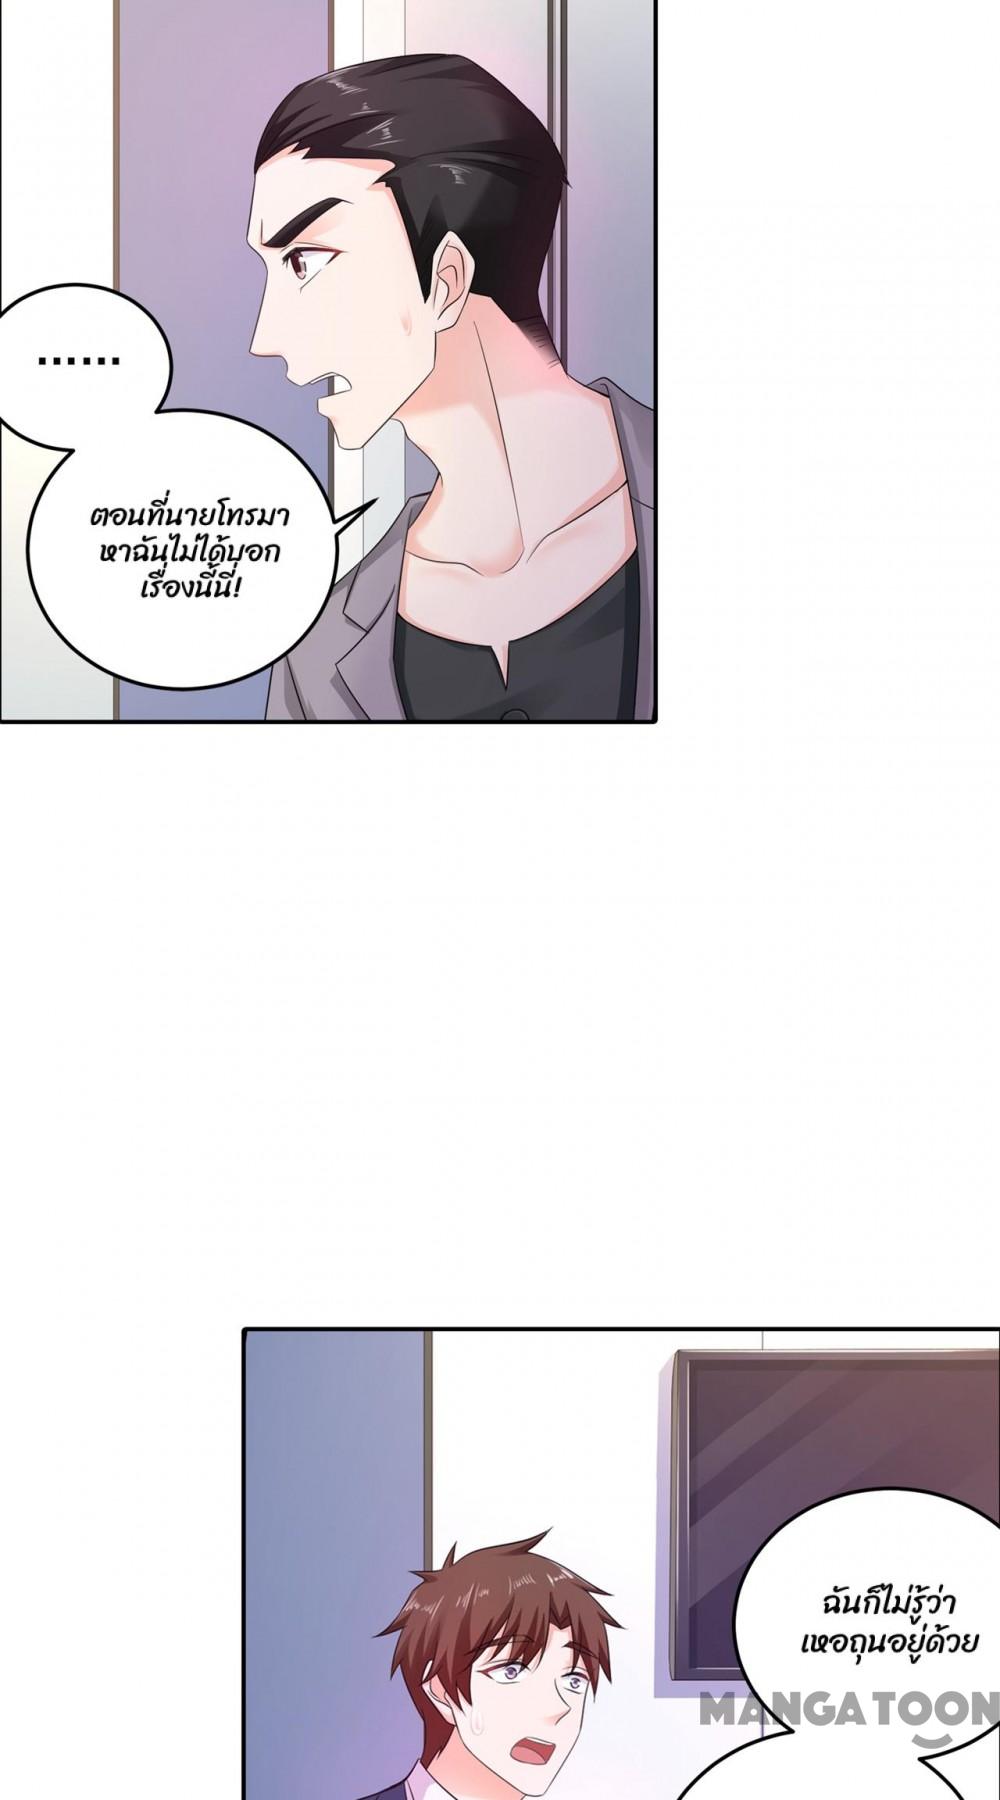 ......
ตอนที่นายโทรมา
หาฉันไม่ได้บอก
เรื่องนี้นี่!
ฉันก็ไม่รู้ว่า
เหอถุนอยู่ด้วย
MANGATOON